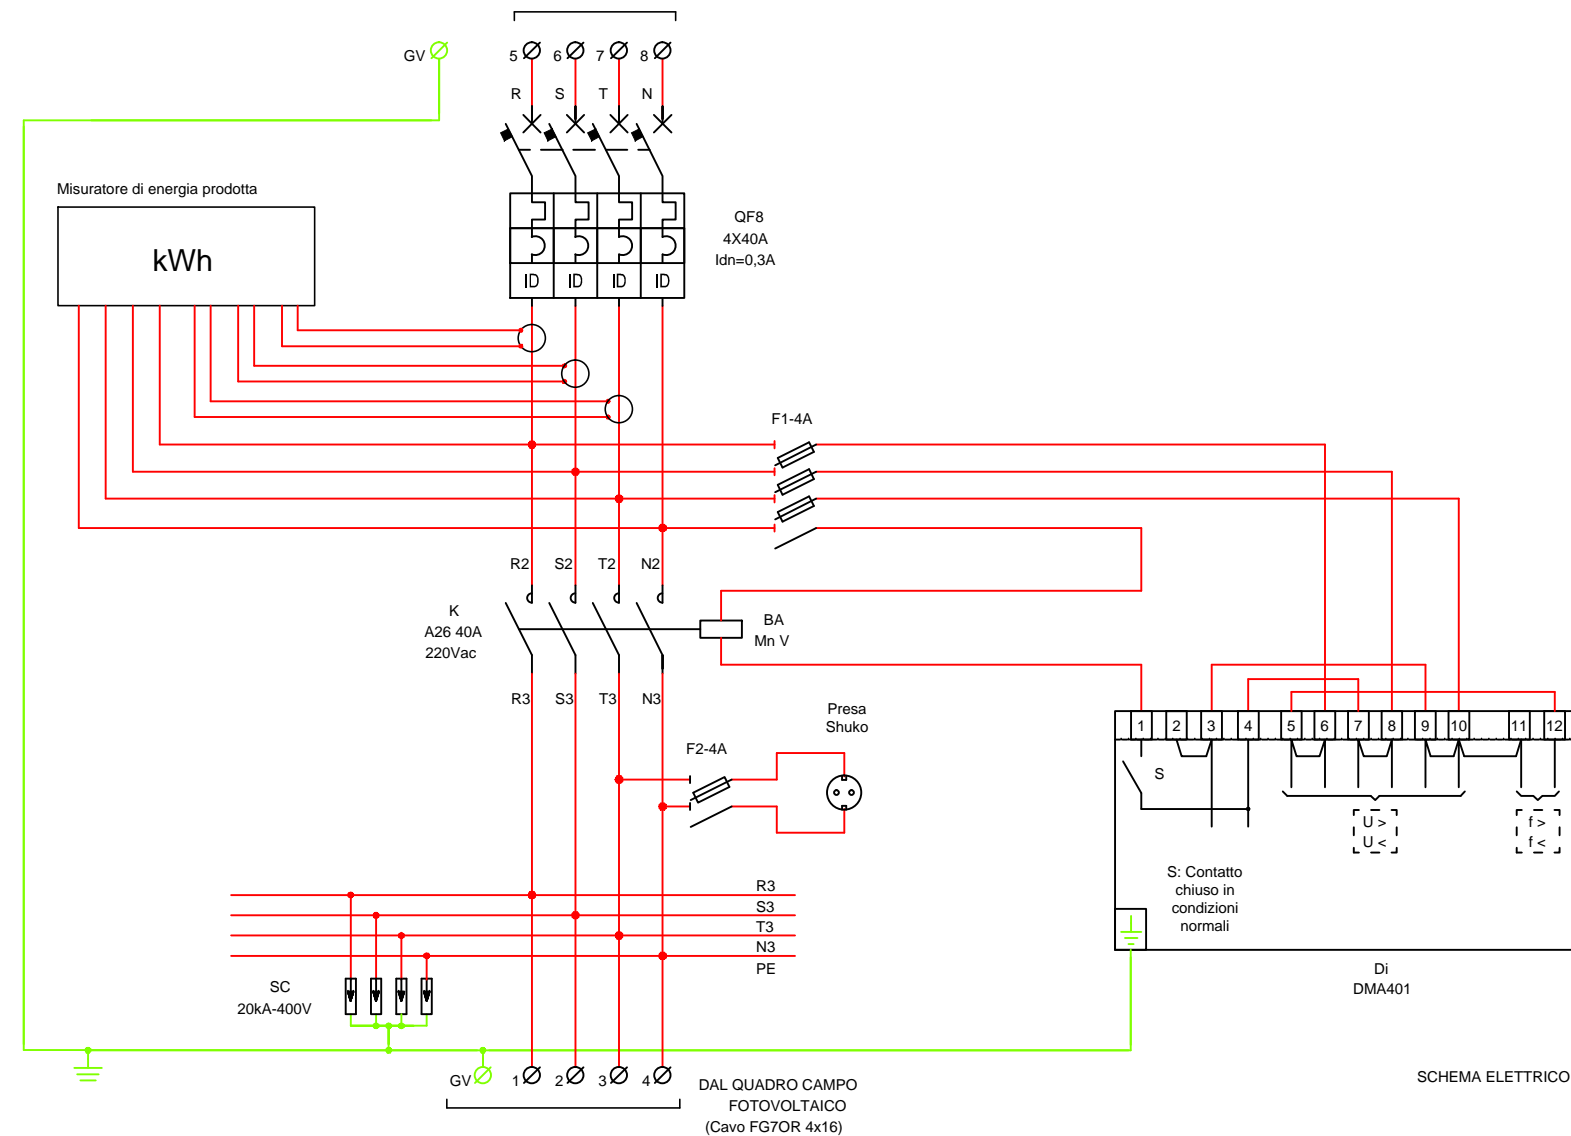 GV
5 6 7 8
R S T N
Misuratore di energia prodotta
kWh
QF8
4X40A
Idn=0,3A
ID ID ID ID
F1-4A
R2 S2 T2 N2
K
A26 40A
220Vac
BA
Mn V
R3 S3 T3 N3
Presa
Shuko
F2-4A
1 2 3 4 5 6 7 8 9 10 11 12
S
U >
U <
f >
f <
S: Contatto
chiuso in
condizioni
normali
Di
DMA401
R3
S3
T3
N3
PE
SC
20kA-400V
GV
1 2 3 4
DAL QUADRO CAMPO
FOTOVOLTAICO
(Cavo FG7OR 4x16)
SCHEMA ELETTRICO